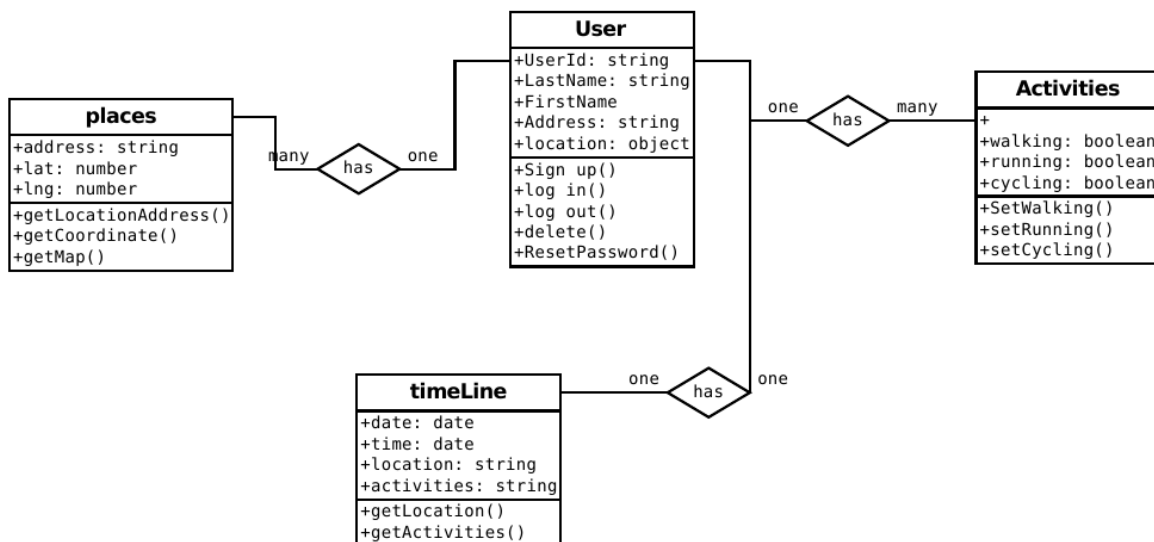 User
+UserId: string
+LastName: string
+FirstName
+Address: string
+location: object
+Sign up()
+log in()
+log out()
+delete()
+ResetPassword()
places
+address: string
+lat: number
+lng: number
+getLocationAddress()
+getCoordinate()
+getMap()
many
has
one
one
has
many
Activities
+
+walking: boolean
+running: boolean
+cycling: boolean
+SetWalking()
+setRunning()
+setCycling()
timeLine
+date: date
+time: date
+location: string
+activities: string
+getLocation()
+getActivities()
one
has
one